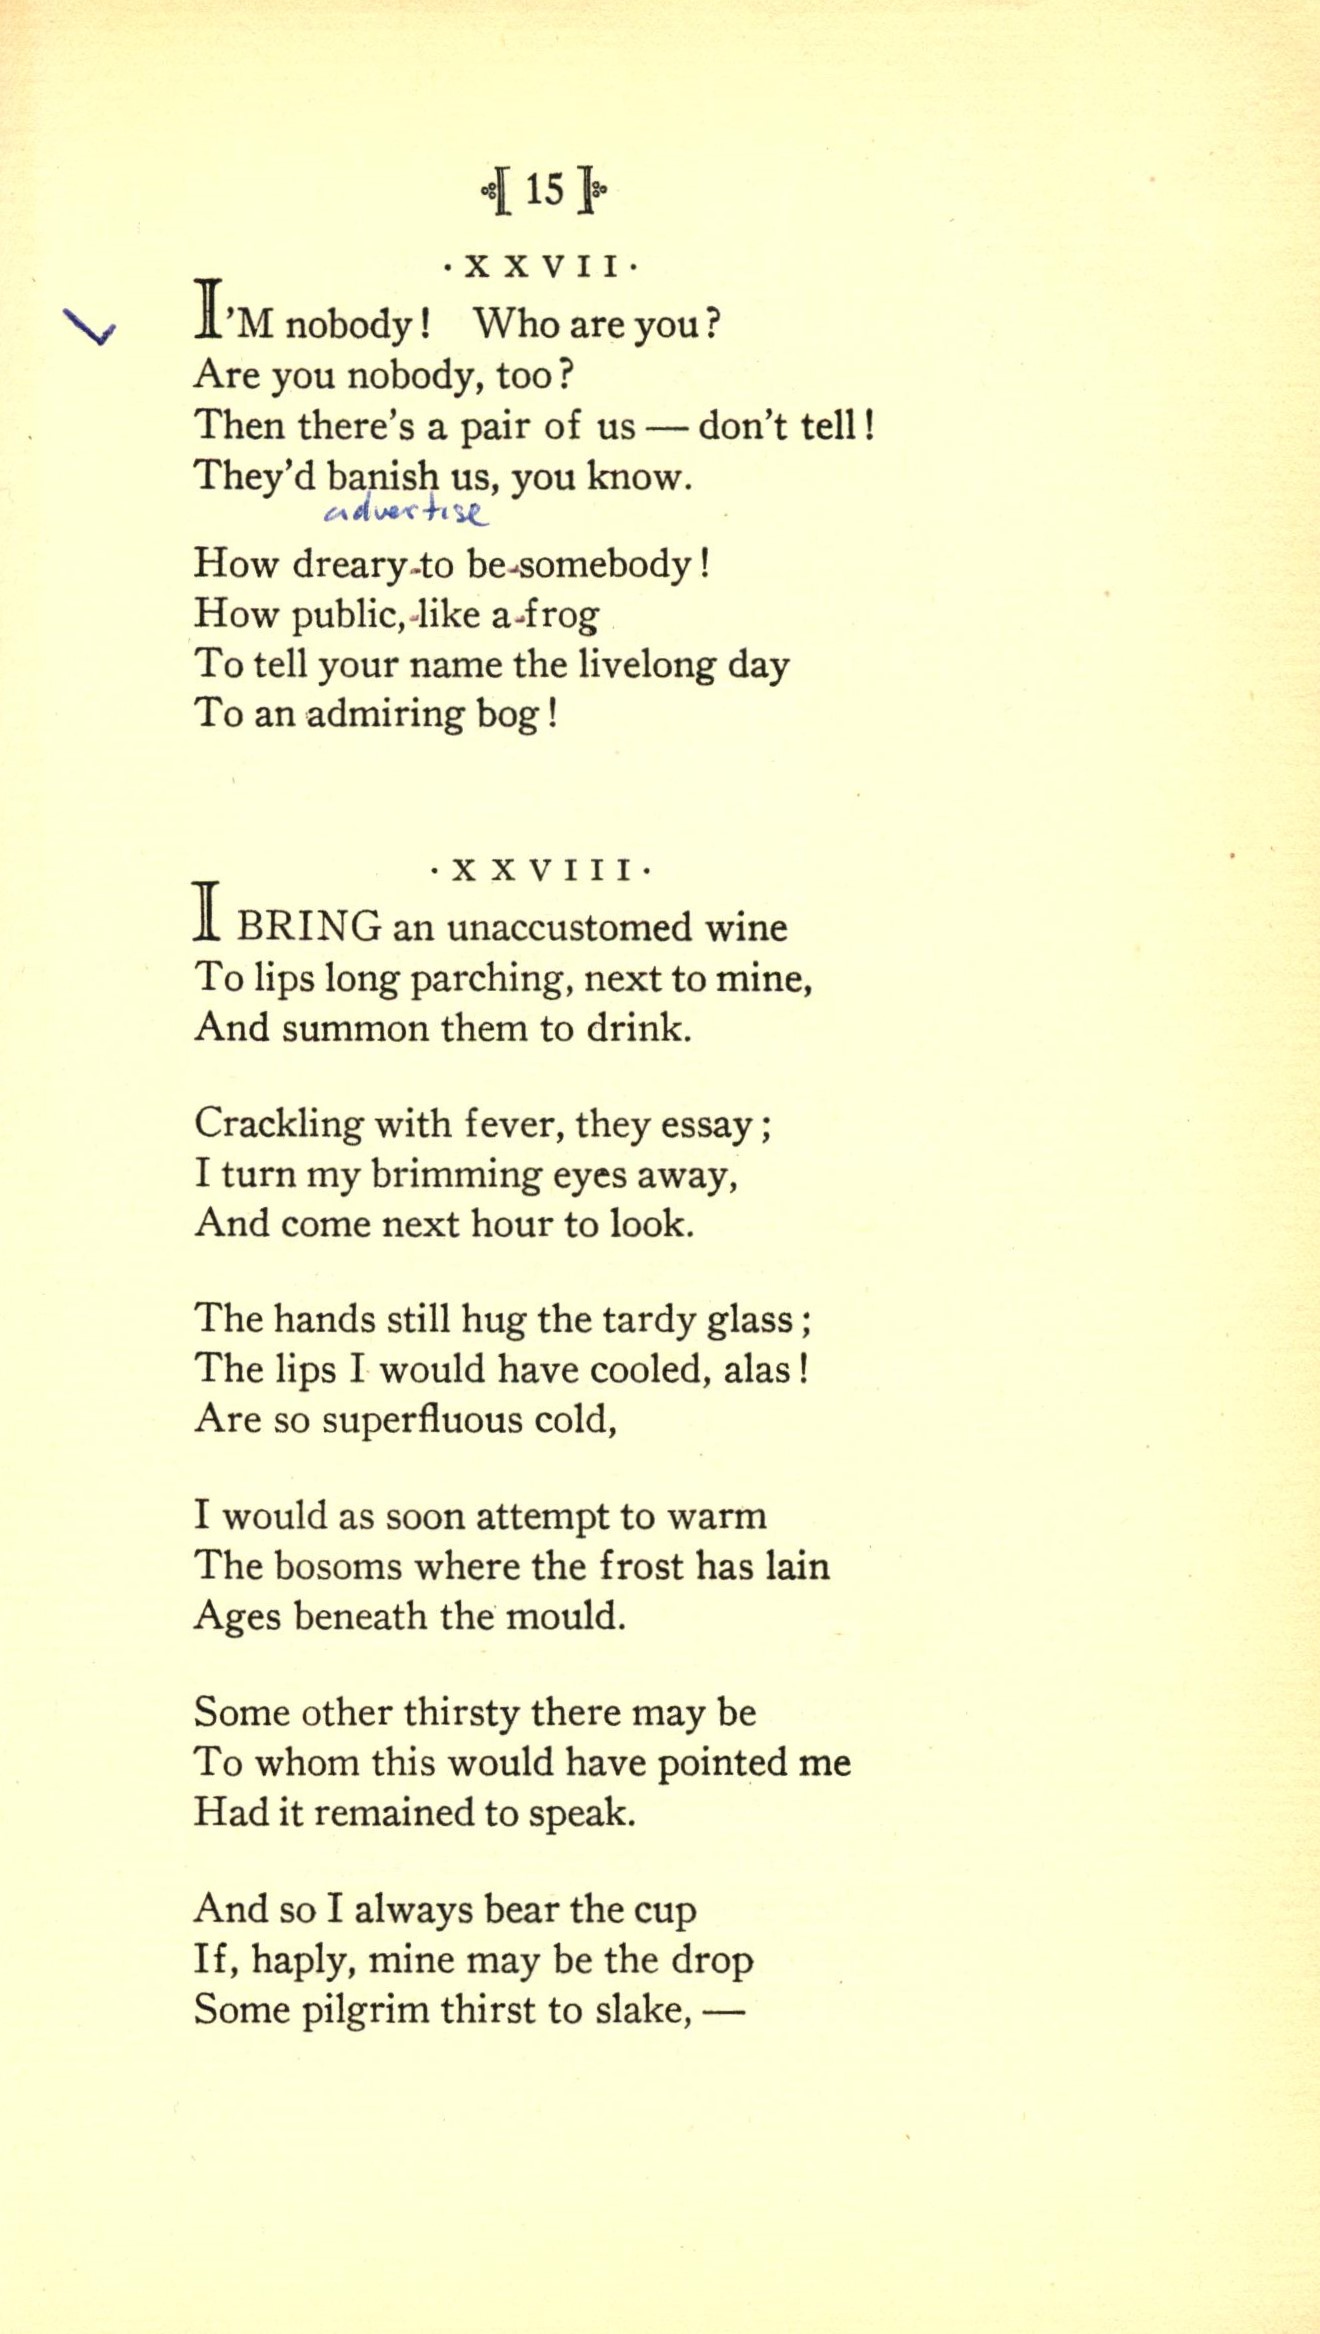 15
·XXVII·
I'M nobody! Who are you?
Are you nobody, too?
Then there's a pair of us — don't tell!
They'd banish us, you know.
advertise
How dreary-to be-somebody!
How public,-like a-frog
To tell your name the livelong day
To an admiring bog!
·XXVIII·
I BRING an unaccustomed wine
To lips long parching, next to mine,
And summon them to drink.
Crackling with fever, they essay;
I turn my brimming eyes away,
And come next hour to look.
The hands still hug the tardy glass;
The lips I would have cooled, alas!
Are so superfluous cold,
I would as soon attempt to warm
The bosoms where the frost has lain
Ages beneath the mould.
Some other thirsty there may be
To whom this would have pointed me
Had it remained to speak.
And so I always bear the cup
If, haply, mine may be the drop
Some pilgrim thirst to slake, —